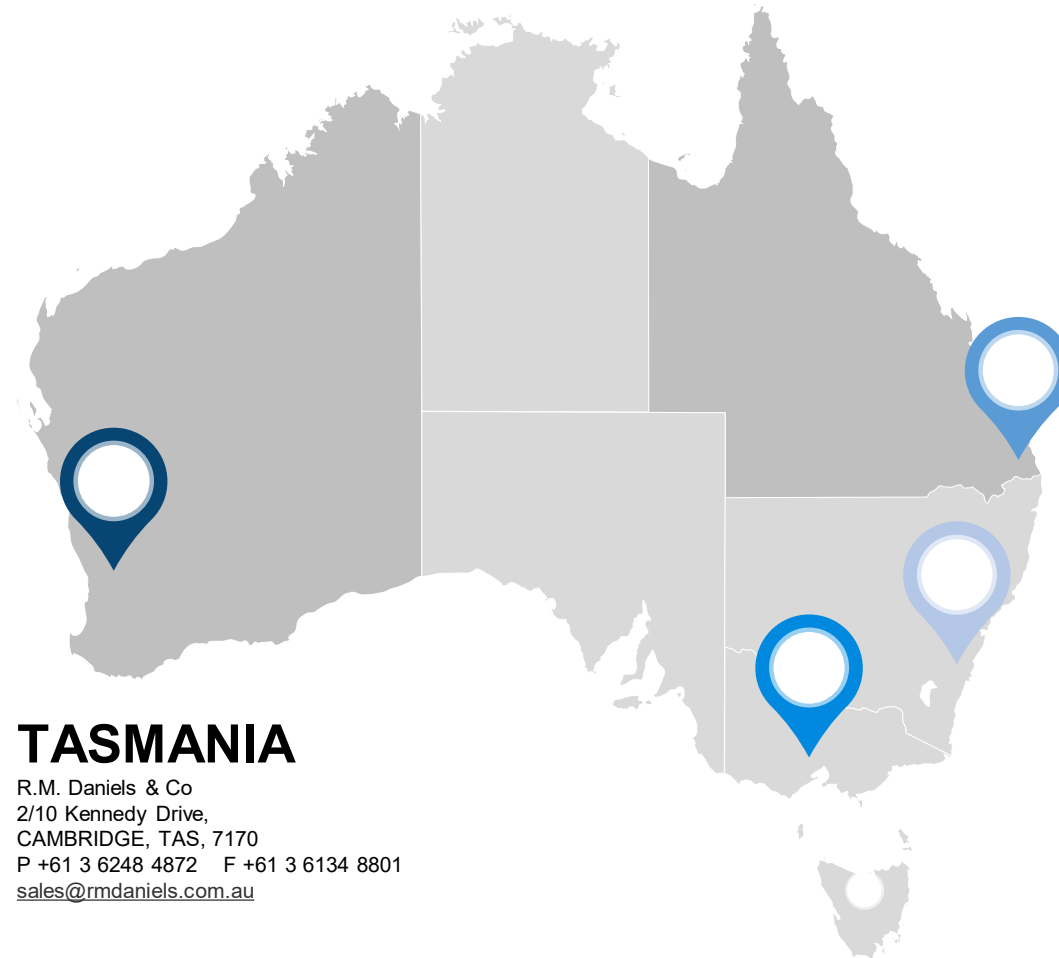 TASMANIA
R.M. Daniels & Co
2/10 Kennedy Drive,
CAMBRIDGE, TAS, 7170
P +61 3 6248 4872 F +61 3 6134 8801
sales@rmdaniels.com.au